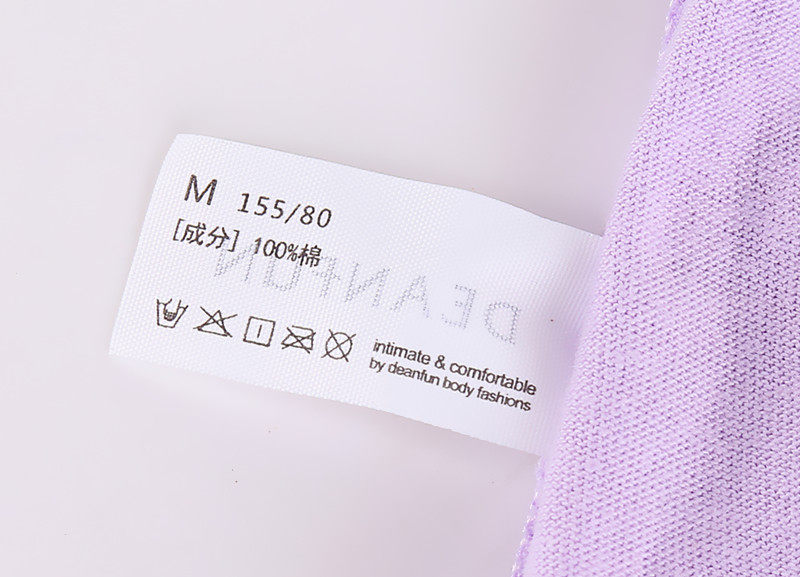 M 155/80
[成分] 100%棉
DEANFUN
intimate & comfortable
by deanfun body fashions